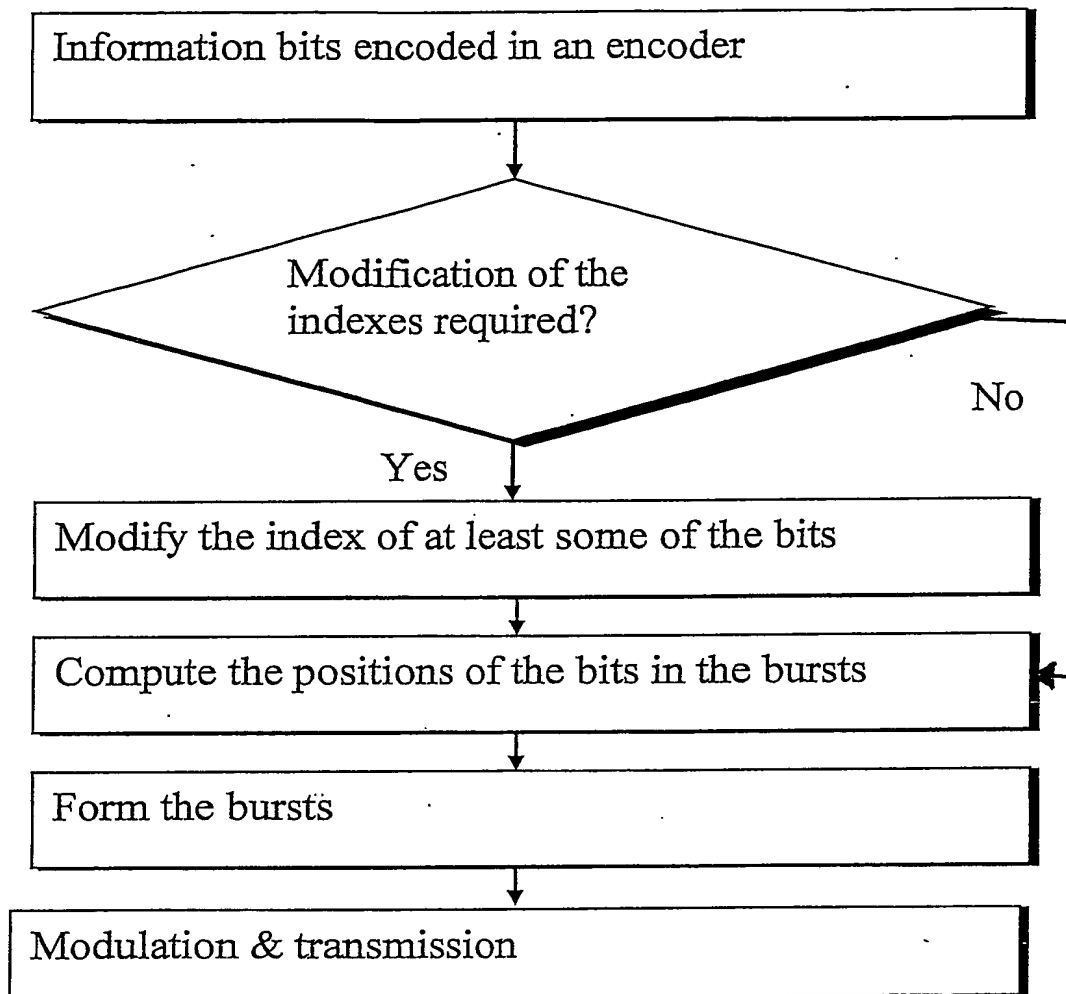 Information bits encoded in an encoder
Modification of the
indexes required?
No
Yes
Modify the index of at least some of the bits
Compute the positions of the bits in the bursts
Form the bursts
Modulation & transmission